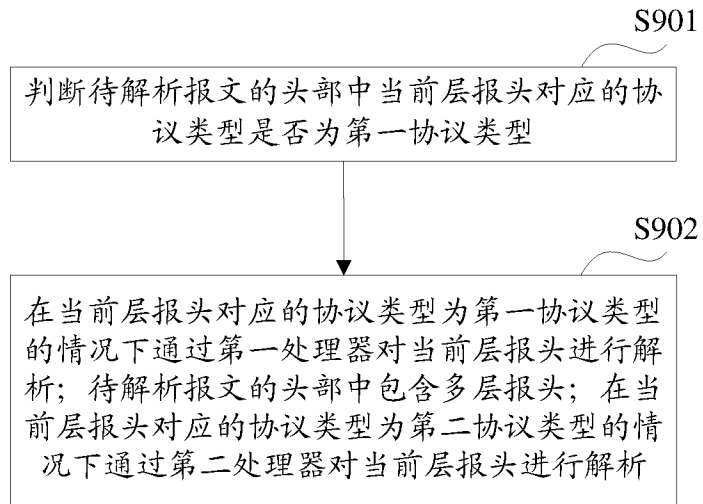 S901
判断待解析报文的头部中当前层报头对应的协
议类型是否为第一协议类型
S902
在当前层报头对应的协议类型为第一协议类型
的情况下通过第一处理器对当前层报头进行解
析；待解析报文的头部中包含多层报头；在当
前层报头对应的协议类型为第二协议类型的情
况下通过第二处理器对当前层报头进行解析